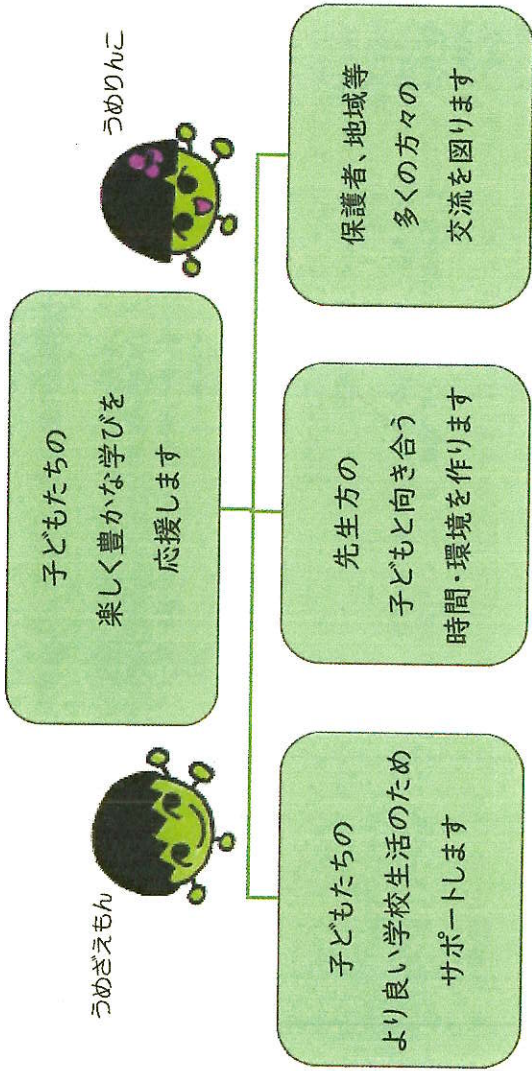 うめざえもん
子どもたちの
楽しく豊かな学びを
応援します
うめりんこ
子どもたちの
より良い学校生活のため
サポートします
先生方の
子どもと向き合う
時間・環境を作ります
保護者、地域等
多くの方々の
交流を図ります